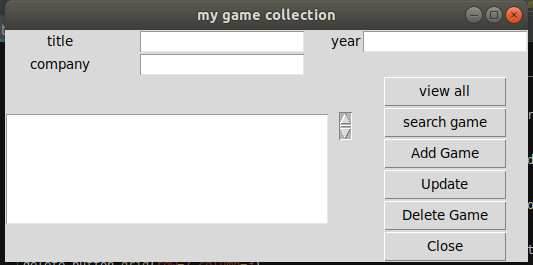 my game collection
title
year
company
view all
search game
Add Game
Update
Delete Game
Close